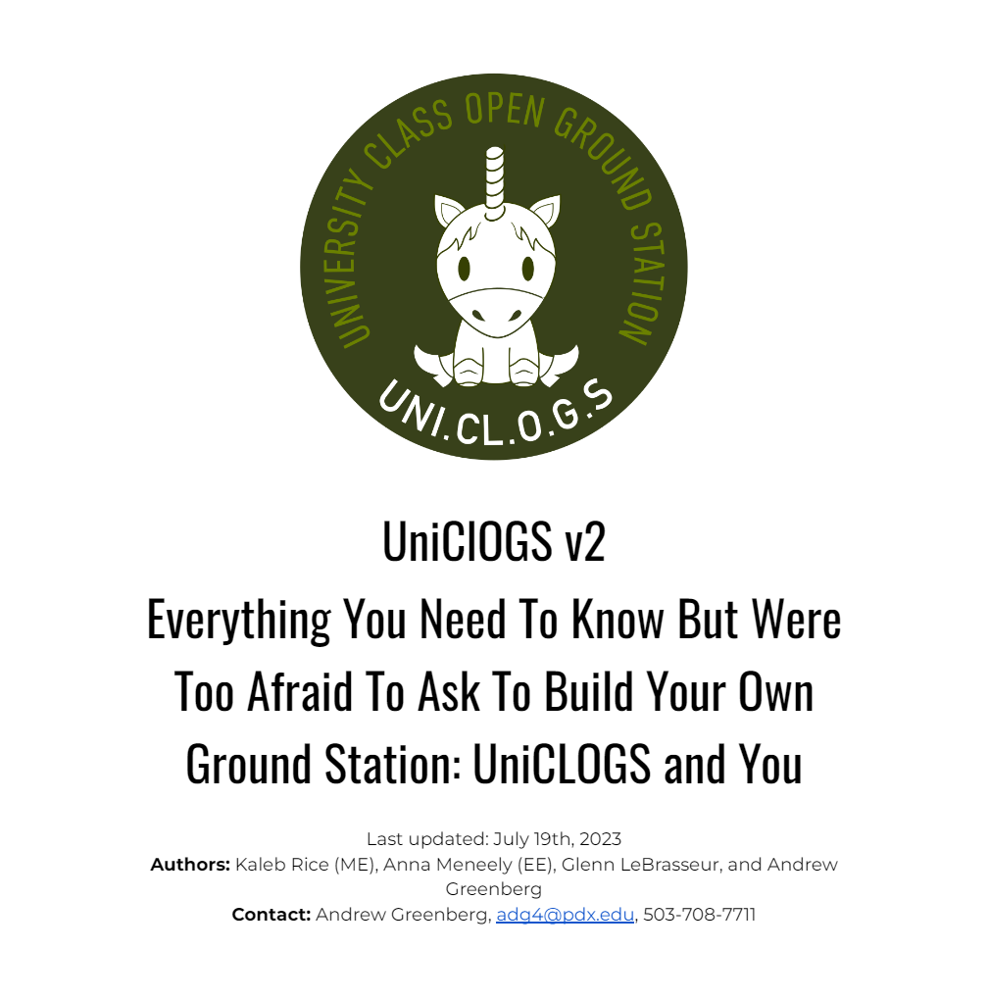 UNIVERSITY CLASS OPEN GROUND STATION
UNI.CL.O.G.S
UniClOGS v2
Everything You Need To Know But Were
Too Afraid To Ask To Build Your Own
Ground Station: UniCLOGS and You
Last updated: July 19th, 2023
Authors: Kaleb Rice (ME), Anna Meneely (EE), Glenn LeBrasseur, and Andrew
Greenberg
Contact: Andrew Greenberg, adg4@pdx.edu, 503-708-7711